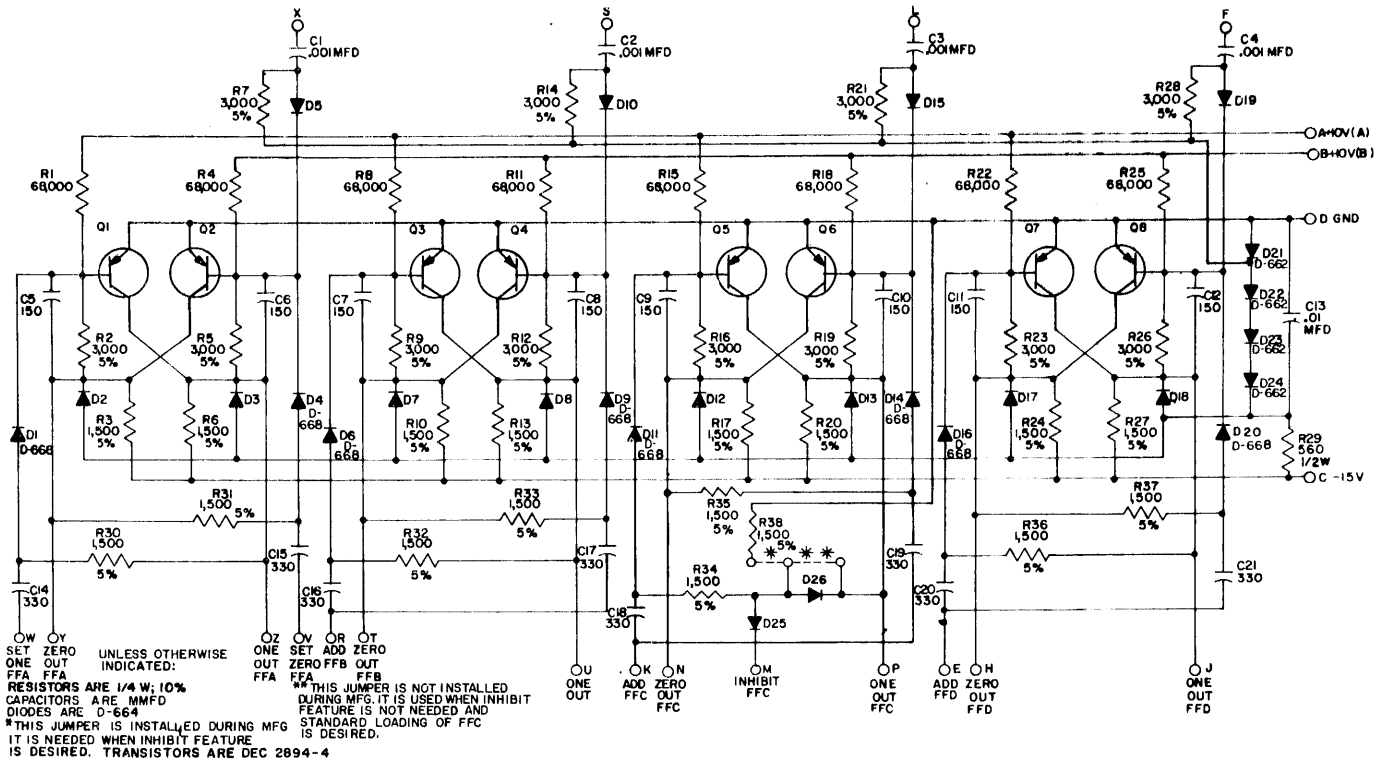 X
S
L
F
C1
.001MFD
C2
.001MFD
C3
.001MFD
C4
.001MFD
R7
3,000
5%
D5
R14
3,000
5%
D10
R21
3,000
5%
D15
R28
3,000
5%
D19
A+10V(A)
B+10V(B)
R1
68,000
R4
68,000
R8
68,000
R11
68,000
R15
68,000
R18
68,000
R22
68,000
R25
68,000
D GND
Q1
Q2
Q3
Q4
Q5
Q6
Q7
Q8
D21
D-662
D22
D-662
D23
D-662
D24
D-662
C13
.01
MFD
C5
150
C6
150
C7
150
C8
150
C9
150
C10
150
C11
150
C12
150
R2
3,000
5%
R5
3,000
5%
R9
3,000
5%
R12
3,000
5%
R16
3,000
5%
R19
3,000
5%
R23
3,000
5%
R26
3,000
5%
D2
D3
D4
D-
668
D7
D8
D9
D-
668
D12
D13
D14
D-
668
D17
D18
D20
D-668
R3
1,500
5%
R6
1,500
5%
R10
1,500
5%
R13
1,500
5%
R17
1,500
5%
R20
1,500
5%
R24
1,500
5%
R27
1,500
5%
R29
560
1/2W
D1
D-668
D6
D-
668
D11
D-
668
D16
D-
668
C -15V
R31
1,500
5%
R33
1,500
5%
R35
1,500
5%
R37
1,500
5%
R30
1,500
5%
R32
1,500
5%
R38
1,500
5%
* * *
R36
1,500
5%
R34
1,500
5%
D26
D25
C14
330
C15
330
C16
330
C17
330
C18
330
C19
330
C20
330
C21
330
W
SET
ONE
FFA
Y
ZERO
OUT
FFA
Z
ONE
OUT
FFA
V
SET
ZERO
FFA
R
ADD
FFB
T
ZERO
OUT
FFB
U
ONE
OUT
K
ADD
FFC
N
ZERO
OUT
FFC
M
INHIBIT
FFC
P
ONE
OUT
FFC
E
ADD
FFD
H
ZERO
OUT
FFD
J
ONE
OUT
FFD
UNLESS OTHERWISE
INDICATED:
RESISTORS ARE 1/4 W; 10%
CAPACITORS ARE MMFD
DIODES ARE D-664
*THIS JUMPER IS INSTALLED DURING MFG
IT IS NEEDED WHEN INHIBIT FEATURE
IS DESIRED. TRANSISTORS ARE DEC 2894-4
**THIS JUMPER IS NOT INSTALLED
DURING MFG. IT IS USED WHEN INHIBIT
FEATURE IS NOT NEEDED AND
STANDARD LOADING OF FFC
IS DESIRED.